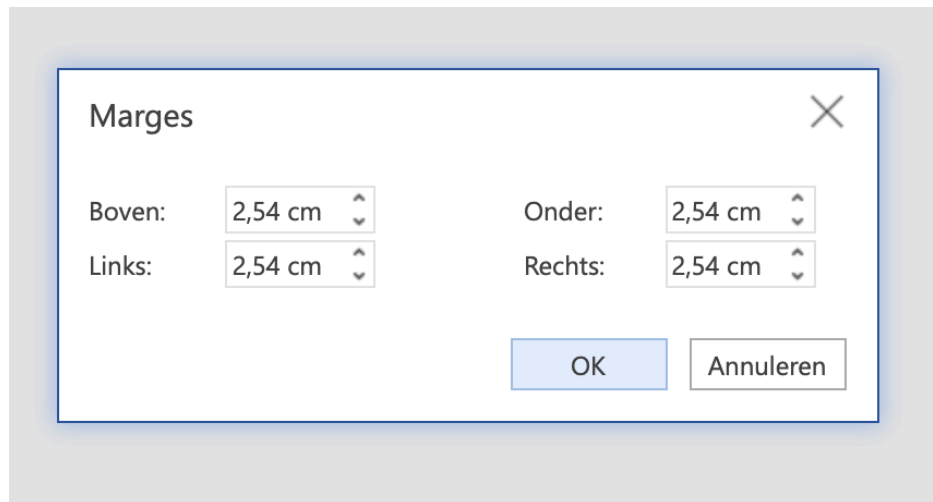 Marges
Boven: 2,54 cm Onder: 2,54 cm
Links: 2,54 cm Rechts: 2,54 cm
OK Annuleren